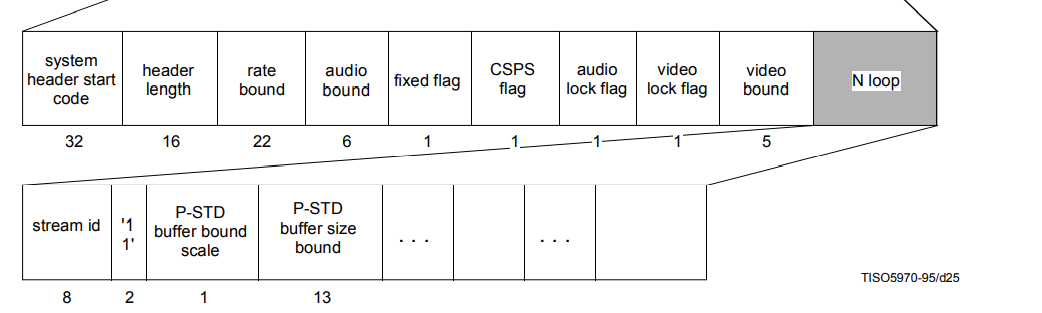 system
header start
code
header
length
rate
bound
audio
bound
fixed flag
CSPS
flag
audio
lock flag
video
lock flag
video
bound
N loop
32
16
22
6
1
1
1
1
5
stream id
'1
1'
P-STD
buffer bound
scale
P-STD
buffer size
bound
. . .
. . .
TISO5970-95/d25
8
2
1
13